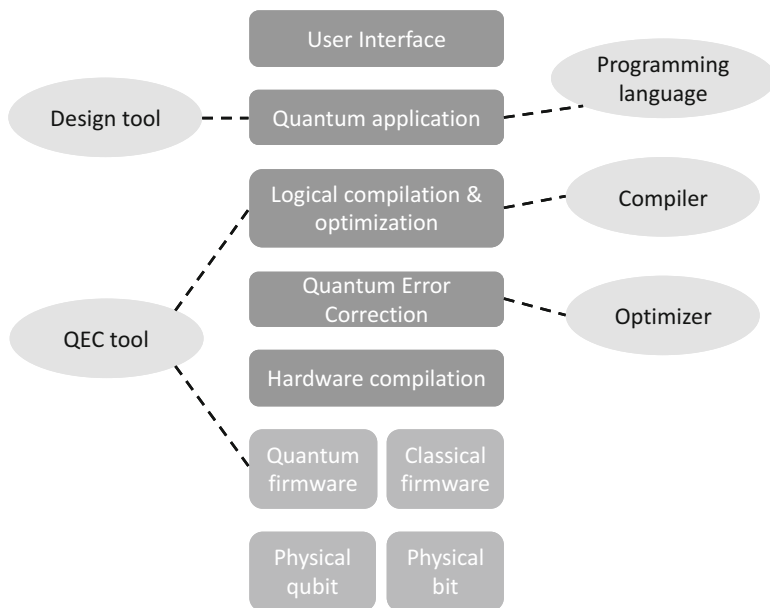 User Interface
Programming
language
Design tool
Quantum application
Logical compilation &
optimization
Compiler
Quantum Error
Correction
Optimizer
QEC tool
Hardware compilation
Quantum
firmware
Classical
firmware
Physical
qubit
Physical
bit